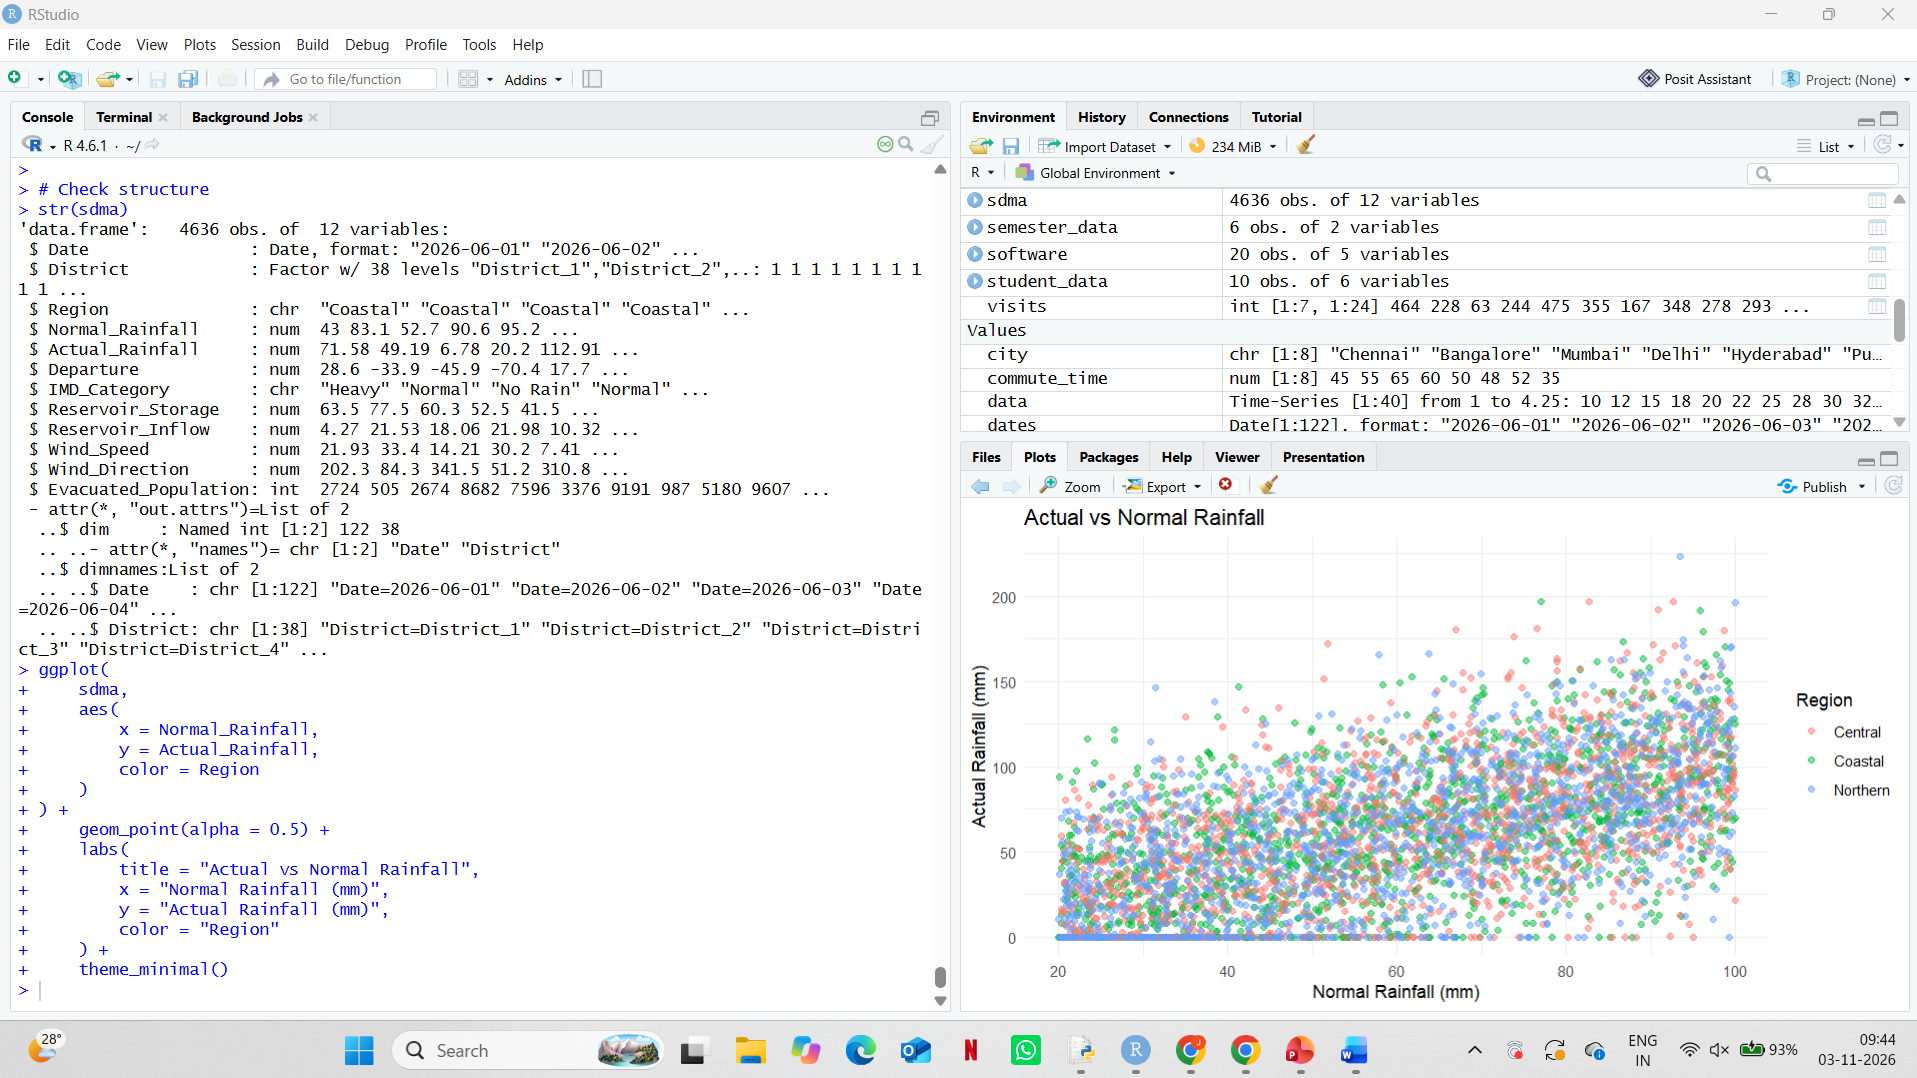 RStudio
File Edit Code View Plots Session Build Debug Profile Tools Help
Go to file/function
Addins
Posit Assistant
Project: (None)
Console Terminal Background Jobs
R 4.6.1 · ~/
>
> # Check structure
> str(sdma)
'data.frame':   4636 obs. of  12 variables:
 $ Date                : Date, format: "2026-06-01" "2026-06-02" ...
 $ District            : Factor w/ 38 levels "District_1","District_2",..: 1 1 1 1 1 1 1 1
1 1 ...
 $ Region              : chr  "Coastal" "Coastal" "Coastal" "Coastal" ...
 $ Normal_Rainfall     : num  43 83.1 52.7 90.6 95.2 ...
 $ Actual_Rainfall     : num  71.58 49.19 6.78 20.2 112.91 ...
 $ Departure           : num  28.6 -33.9 -45.9 -70.4 17.7 ...
 $ IMD_Category        : chr  "Heavy" "Normal" "No Rain" "Normal" ...
 $ Reservoir_Storage   : num  63.5 77.5 60.3 52.5 41.5 ...
 $ Reservoir_Inflow    : num  4.27 21.53 18.06 21.98 10.32 ...
 $ Wind_Speed          : num  21.93 33.4 14.21 30.2 7.41 ...
 $ Wind_Direction      : num  202.3 84.3 341.5 51.2 310.8 ...
 $ Evacuated_Population: int  2724 505 2674 8682 7596 3376 9191 987 5180 9607 ...
 - attr(*, "out.attrs")=List of 2
  ..$ dim     : Named int [1:2] 122 38
  .. ..- attr(*, "names")= chr [1:2] "Date" "District"
  ..$ dimnames:List of 2
  .. ..$ Date    : chr [1:122] "Date=2026-06-01" "Date=2026-06-02" "Date=2026-06-03" "Date
=2026-06-04" ...
  .. ..$ District: chr [1:38] "District=District_1" "District=District_2" "District=Distri
ct_3" "District=District_4" ...
> ggplot(
+     sdma,
+     aes(
+         x = Normal_Rainfall,
+         y = Actual_Rainfall,
+         color = Region
+     )
+ ) +
+     geom_point(alpha = 0.5) +
+     labs(
+         title = "Actual vs Normal Rainfall",
+         x = "Normal Rainfall (mm)",
+         y = "Actual Rainfall (mm)",
+         color = "Region"
+     ) +
+     theme_minimal()
>
Environment History Connections Tutorial
Import Dataset 234 MiB List
R Global Environment
sdma 4636 obs. of 12 variables
semester_data 6 obs. of 2 variables
software 20 obs. of 5 variables
student_data 10 obs. of 6 variables
visits int [1:7, 1:24] 464 228 63 244 475 355 167 348 278 293 ...
Values
city chr [1:8] "Chennai" "Bangalore" "Mumbai" "Delhi" "Hyderabad" "Pu…
commute_time num [1:8] 45 55 65 60 50 48 52 35
data Time-Series [1:40] from 1 to 4.25: 10 12 15 18 20 22 25 28 30 32…
dates Date[1:122], format: "2026-06-01" "2026-06-02" "2026-06-03" "202…
Files Plots Packages Help Viewer Presentation
Zoom Export Publish
Actual vs Normal Rainfall
Actual Rainfall (mm)
200
150
100
50
0
20 40 60 80 100
Normal Rainfall (mm)
Region
Central
Coastal
Northern
28°
Search
ENG
IN
93%
09:44
03-11-2026